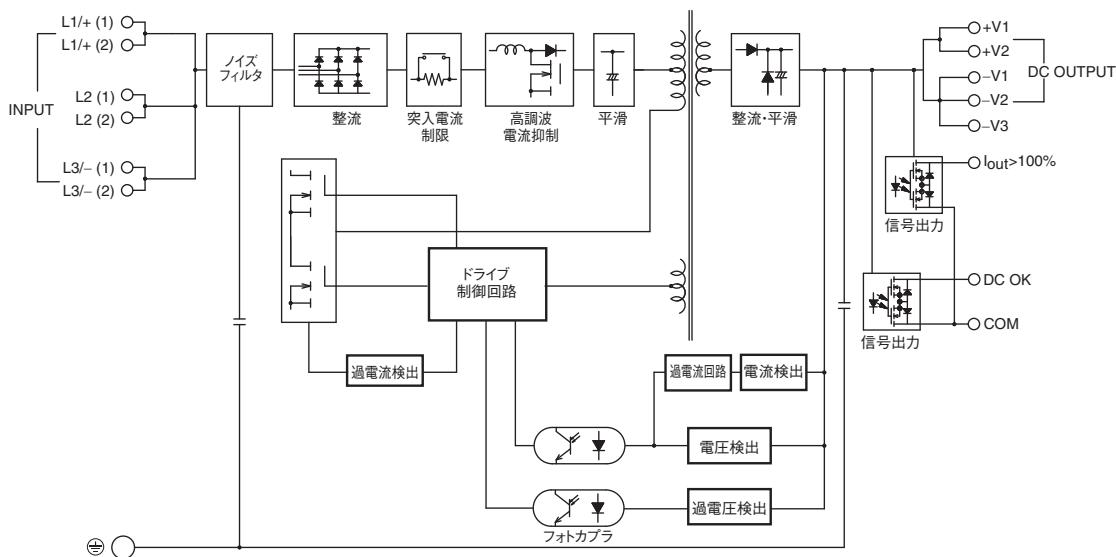 L1/+ (1)
L1/+ (2)
INPUT
L2 (1)
L2 (2)
L3/− (1)
L3/− (2)
ノイズ
フィルタ
整流
突入電流
制限
高調波
電流抑制
平滑
整流・平滑
+V1
+V2
−V1
−V2
−V3
DC OUTPUT
Iout>100%
信号出力
DC OK
COM
信号出力
ドライブ
制御回路
過電流検出
過電流回路
電流検出
電圧検出
過電圧検出
フォトカプラ